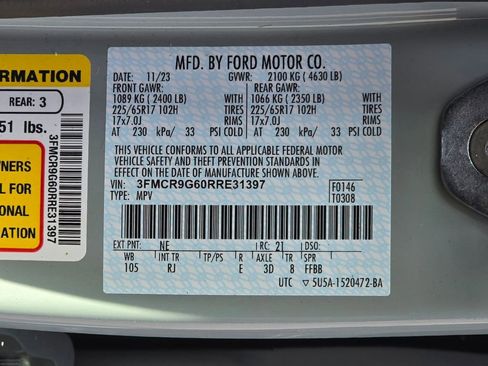 FORMATION
REAR: 3
51 lbs.
WNERS
L FOR
ONAL
ON
3FMCR9G60RRE31397
MFD. BY FORD MOTOR CO.
DATE: 11/23 GVWR: 2100 KG ( 4630 LB)
FRONT GAWR: REAR GAWR:
1089 KG ( 2400 LB) WITH 1066 KG ( 2350 LB) WITH
225/65R17 102H TIRES 225/65R17 102H TIRES
17x7.0J RIMS 17x7.0J RIMS
AT 230 kPa/ 33 PSI COLD AT 230 kPa/ 33 PSI COLD
THIS VEHICLE CONFORMS TO ALL APPLICABLE FEDERAL MOTOR
VEHICLE SAFETY AND THEFT PREVENTION STANDARDS IN
EFFECT ON THE DATE OF MANUFACTURE SHOWN ABOVE.
VIN: 3FMCR9G60RRE31397 F0146
TYPE: MPV T0308
EXT PNT: NE RC: 21 DSO:
WB INT TR TP/PS R AXLE TR SPR
105 RJ E 3D 8 FFBB
UTC ▽5U5A-1520472-BA